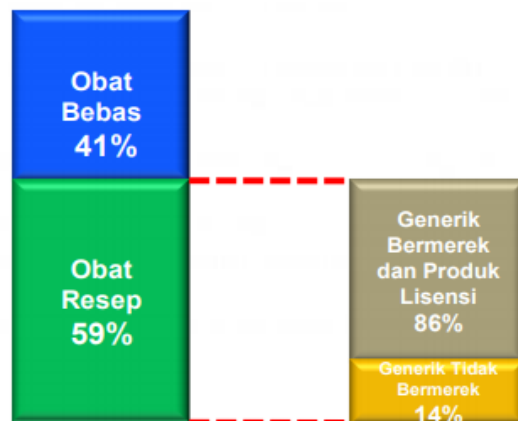 Obat
Bebas
41%
Obat
Resep
59%
Generik
Bermerek
dan Produk
Lisensi
86%
Generik Tidak
Bermerek
14%